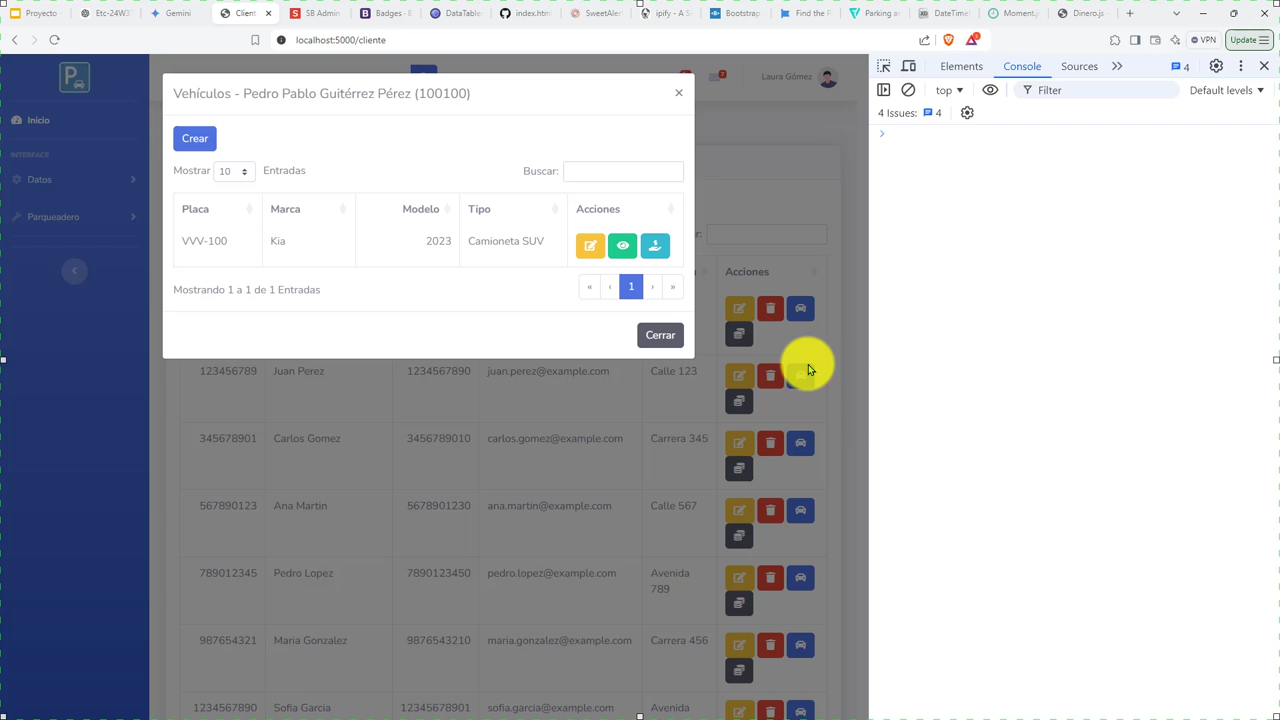 Proyecto
Etc-24W3
Gemini
Client
SB Admin
Badges - B
DataTable
index.htm
SweetAler
ipify - A S
Bootstrap
Find the P
Parking a
DateTime
Moment.j
Dinero.js
localhost:5000/cliente
VPN
Update
P
Inicio
INTERFACE
Datos
Parqueadero
Laura Gómez
7
Vehículos - Pedro Pablo Guitérrez Pérez (100100)
×
Crear
Mostrar 10 Entradas
Buscar:
Placa Marca Modelo Tipo Acciones
VVV-100 Kia 2023 Camioneta SUV
Mostrando 1 a 1 de 1 Entradas
« ‹ 1 › »
Cerrar
Acciones
123456789 Juan Perez 1234567890 juan.perez@example.com Calle 123
345678901 Carlos Gomez 3456789010 carlos.gomez@example.com Carrera 345
567890123 Ana Martin 5678901230 ana.martin@example.com Calle 567
789012345 Pedro Lopez 7890123450 pedro.lopez@example.com Avenida
789
987654321 Maria Gonzalez 9876543210 maria.gonzalez@example.com Carrera 456
1234567890 Sofia Garcia 12345678901 sofia.garcia@example.com Avenida
Elements
Console
Sources
4
top
Filter
Default levels
4 Issues: 4